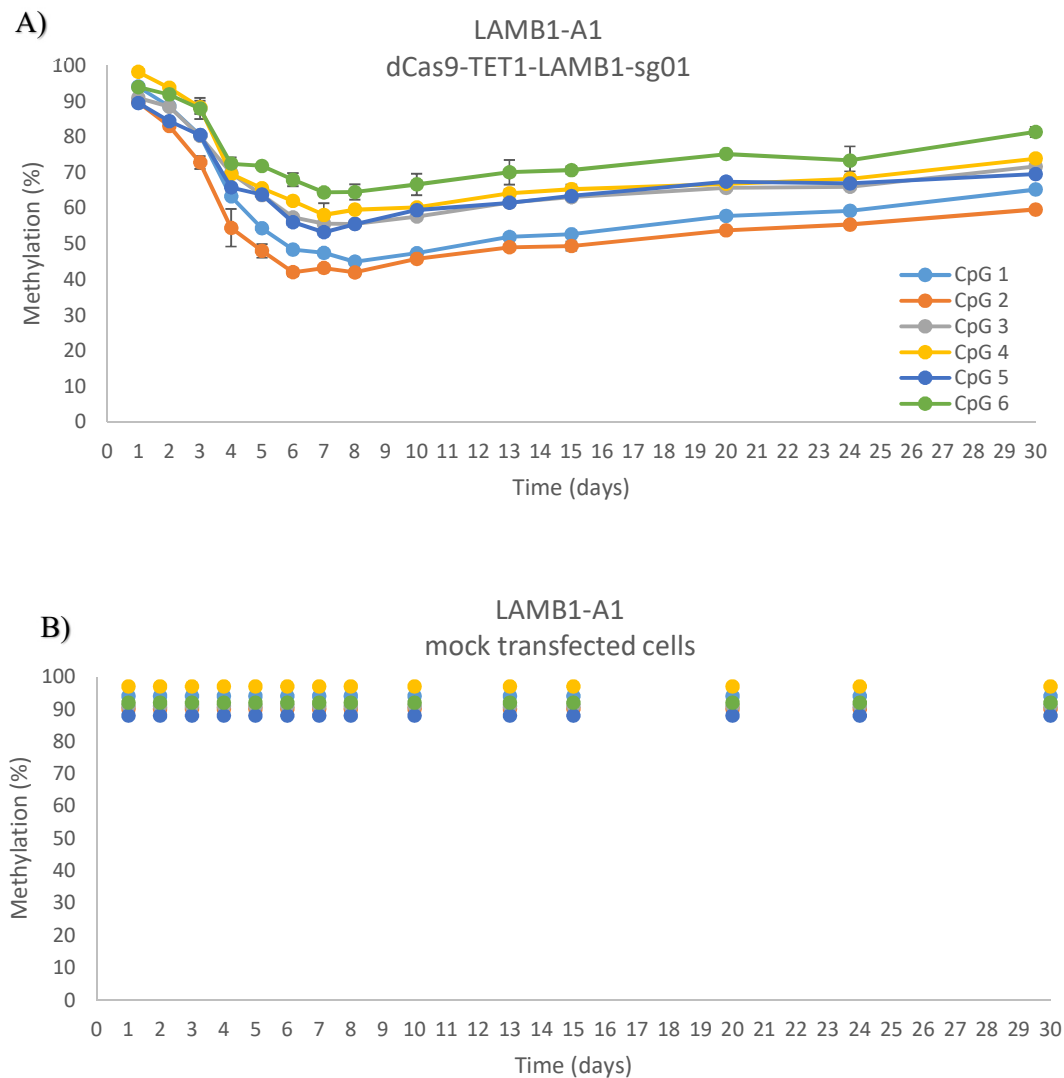 A)
LAMB1-A1
dCas9-TET1-LAMB1-sg01
100
90
80
70
60
50
40
30
20
10
0
Methylation (%)
CpG 1
CpG 2
CpG 3
CpG 4
CpG 5
CpG 6
0 1 2 3 4 5 6 7 8 9 10 11 12 13 14 15 16 17 18 19 20 21 22 23 24 25 26 27 28 29 30
Time (days)
B)
LAMB1-A1
mock transfected cells
100
90
80
70
60
50
40
30
20
10
0
Methylation (%)
0 1 2 3 4 5 6 7 8 9 10 11 12 13 14 15 16 17 18 19 20 21 22 23 24 25 26 27 28 29 30
Time (days)